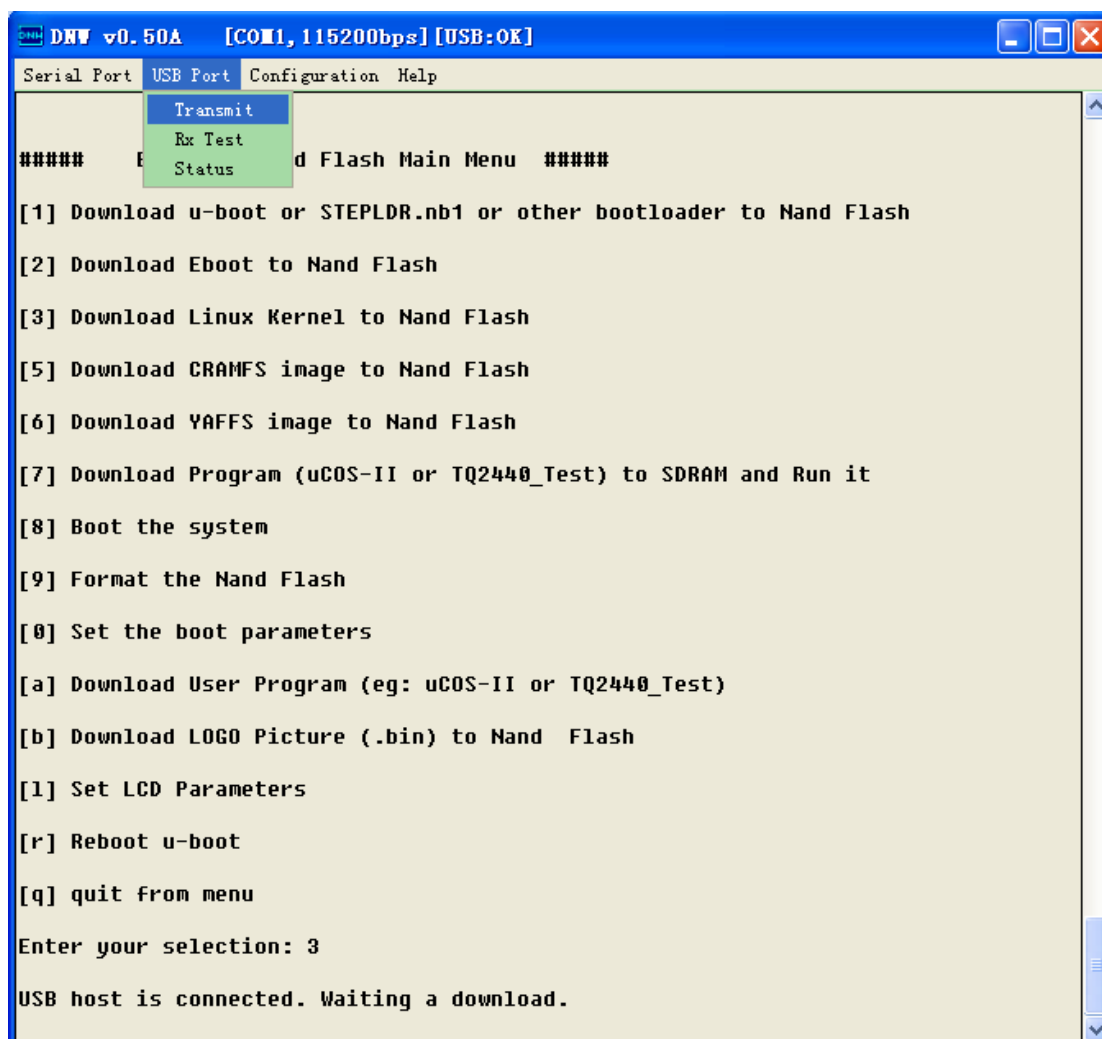 DNW v0.50A [COM1,115200bps][USB:OK]
Serial Port USB Port Configuration Help
Transmit
Rx Test
Status
##### d Flash Main Menu #####
[1] Download u-boot or STEPLDR.nb1 or other bootloader to Nand Flash
[2] Download Eboot to Nand Flash
[3] Download Linux Kernel to Nand Flash
[5] Download CRAMFS image to Nand Flash
[6] Download YAFFS image to Nand Flash
[7] Download Program (uCOS-II or TQ2440_Test) to SDRAM and Run it
[8] Boot the system
[9] Format the Nand Flash
[0] Set the boot parameters
[a] Download User Program (eg: uCOS-II or TQ2440_Test)
[b] Download LOGO Picture (.bin) to Nand  Flash
[l] Set LCD Parameters
[r] Reboot u-boot
[q] quit from menu
Enter your selection: 3
USB host is connected. Waiting a download.